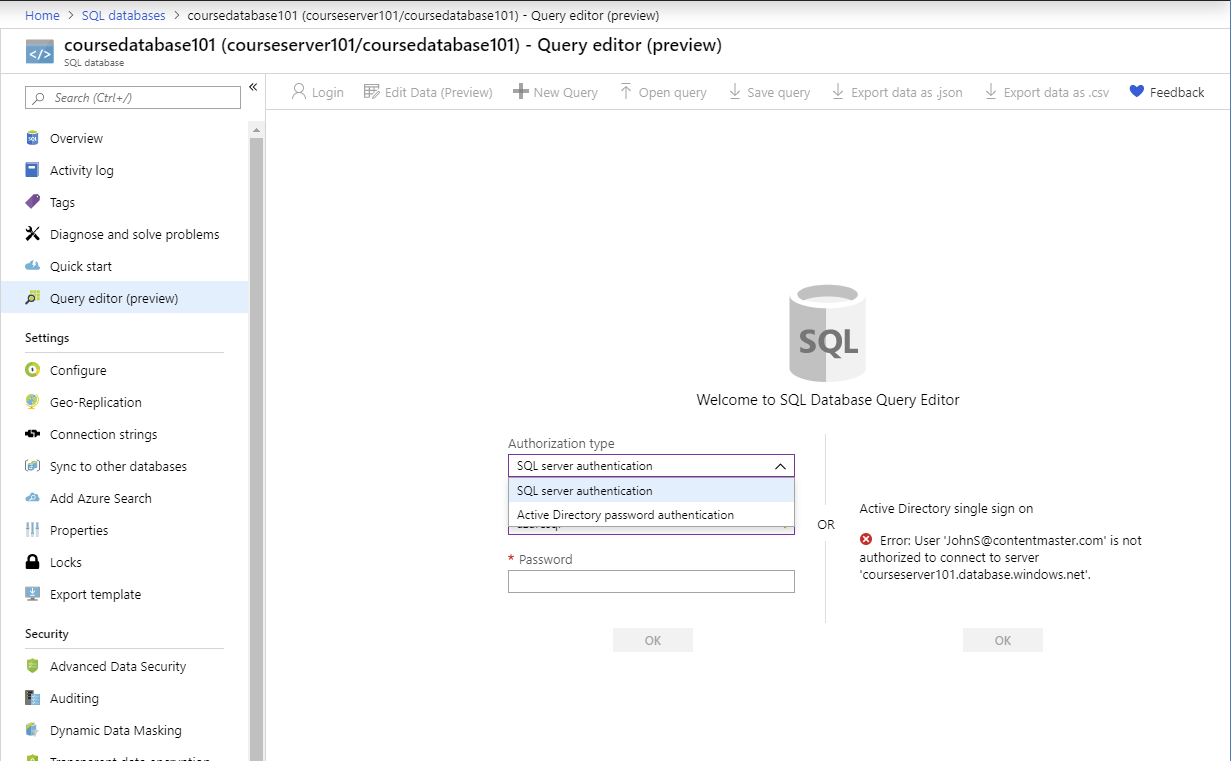 Home > SQL databases > coursedatabase101 (courseserver101/coursedatabase101) - Query editor (preview)
coursedatabase101 (courseserver101/coursedatabase101) - Query editor (preview)
SQL database
Search (Ctrl+/)
«
Overview
Activity log
Tags
Diagnose and solve problems
Quick start
Query editor (preview)
Settings
Configure
Geo-Replication
Connection strings
Sync to other databases
Add Azure Search
Properties
Locks
Export template
Security
Advanced Data Security
Auditing
Dynamic Data Masking
Transparent data encryption
Login Edit Data (Preview) New Query Open query Save query Export data as .json Export data as .csv Feedback
SQL
Welcome to SQL Database Query Editor
Authorization type
SQL server authentication
SQL server authentication
Active Directory password authentication
* Password
OK
OR
Active Directory single sign on
Error: User 'JohnS@contentmaster.com' is not
authorized to connect to server
'courseserver101.database.windows.net'.
OK